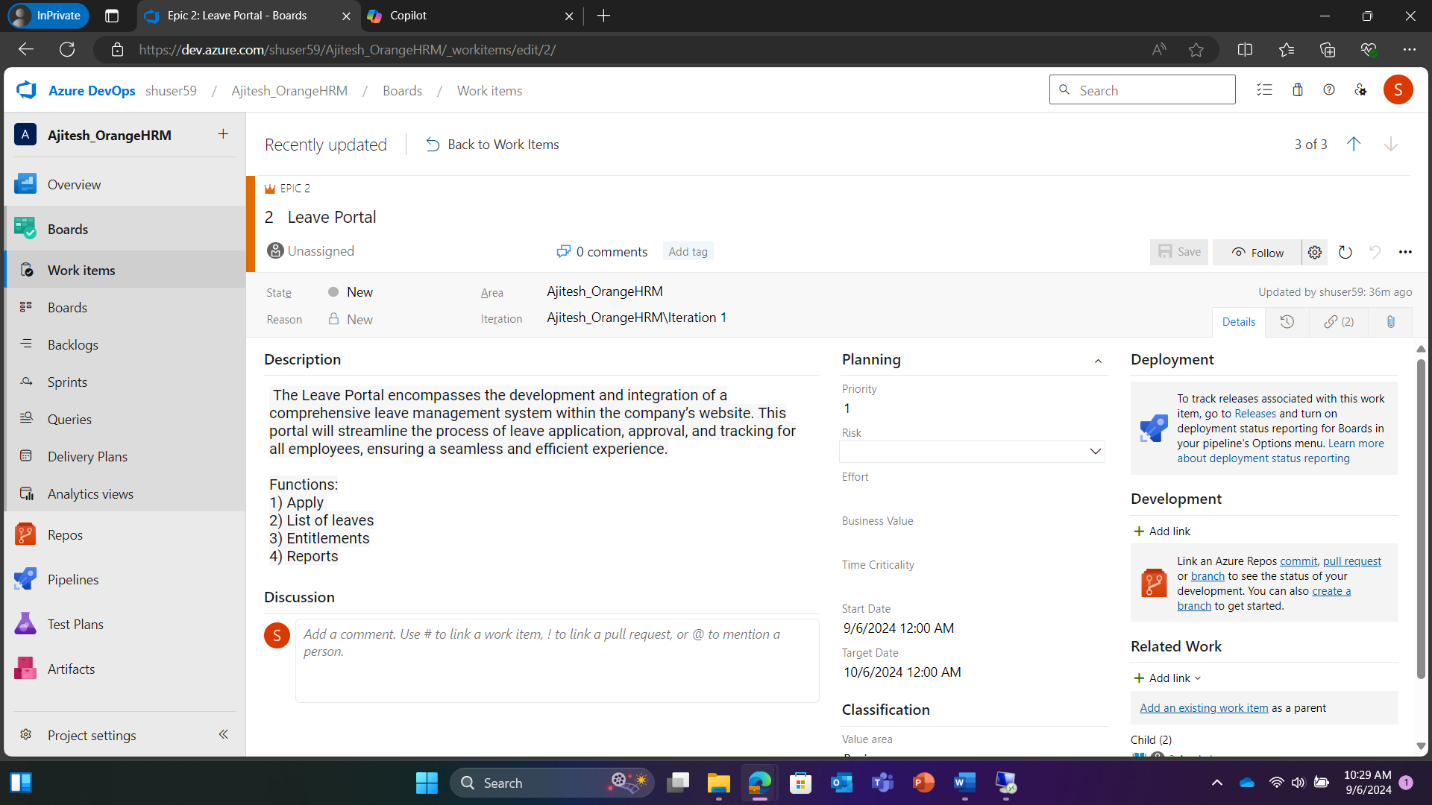 InPrivate
Epic 2: Leave Portal - Boards
Copilot
https://dev.azure.com/shuser59/Ajitesh_OrangeHRM/_workitems/edit/2/
Azure DevOps shuser59 / Ajitesh_OrangeHRM / Boards / Work items
Search
S
A Ajitesh_OrangeHRM
Overview
Boards
Work items
Boards
Backlogs
Sprints
Queries
Delivery Plans
Analytics views
Repos
Pipelines
Test Plans
Artifacts
Project settings
Recently updated
Back to Work Items
3 of 3
EPIC 2
2 Leave Portal
Unassigned
0 comments
Add tag
Save
Follow
State New
Area Ajitesh_OrangeHRM
Updated by shuser59: 36m ago
Reason New
Iteration Ajitesh_OrangeHRM\Iteration 1
Details
(2)
Description
The Leave Portal encompasses the development and integration of a
comprehensive leave management system within the company’s website. This
portal will streamline the process of leave application, approval, and tracking for
all employees, ensuring a seamless and efficient experience.
Functions:
1) Apply
2) List of leaves
3) Entitlements
4) Reports
Discussion
S
Add a comment. Use # to link a work item, ! to link a pull request, or @ to mention a
person.
Planning
Priority
1
Risk
Effort
Business Value
Time Criticality
Start Date
9/6/2024 12:00 AM
Target Date
10/6/2024 12:00 AM
Classification
Value area
Deployment
To track releases associated with this work
item, go to Releases and turn on
deployment status reporting for Boards in
your pipeline's Options menu. Learn more
about deployment status reporting
Development
+ Add link
Link an Azure Repos commit, pull request
or branch to see the status of your
development. You can also create a
branch to get started.
Related Work
+ Add link
Add an existing work item as a parent
Child (2)
Search
10:29 AM
9/6/2024
1